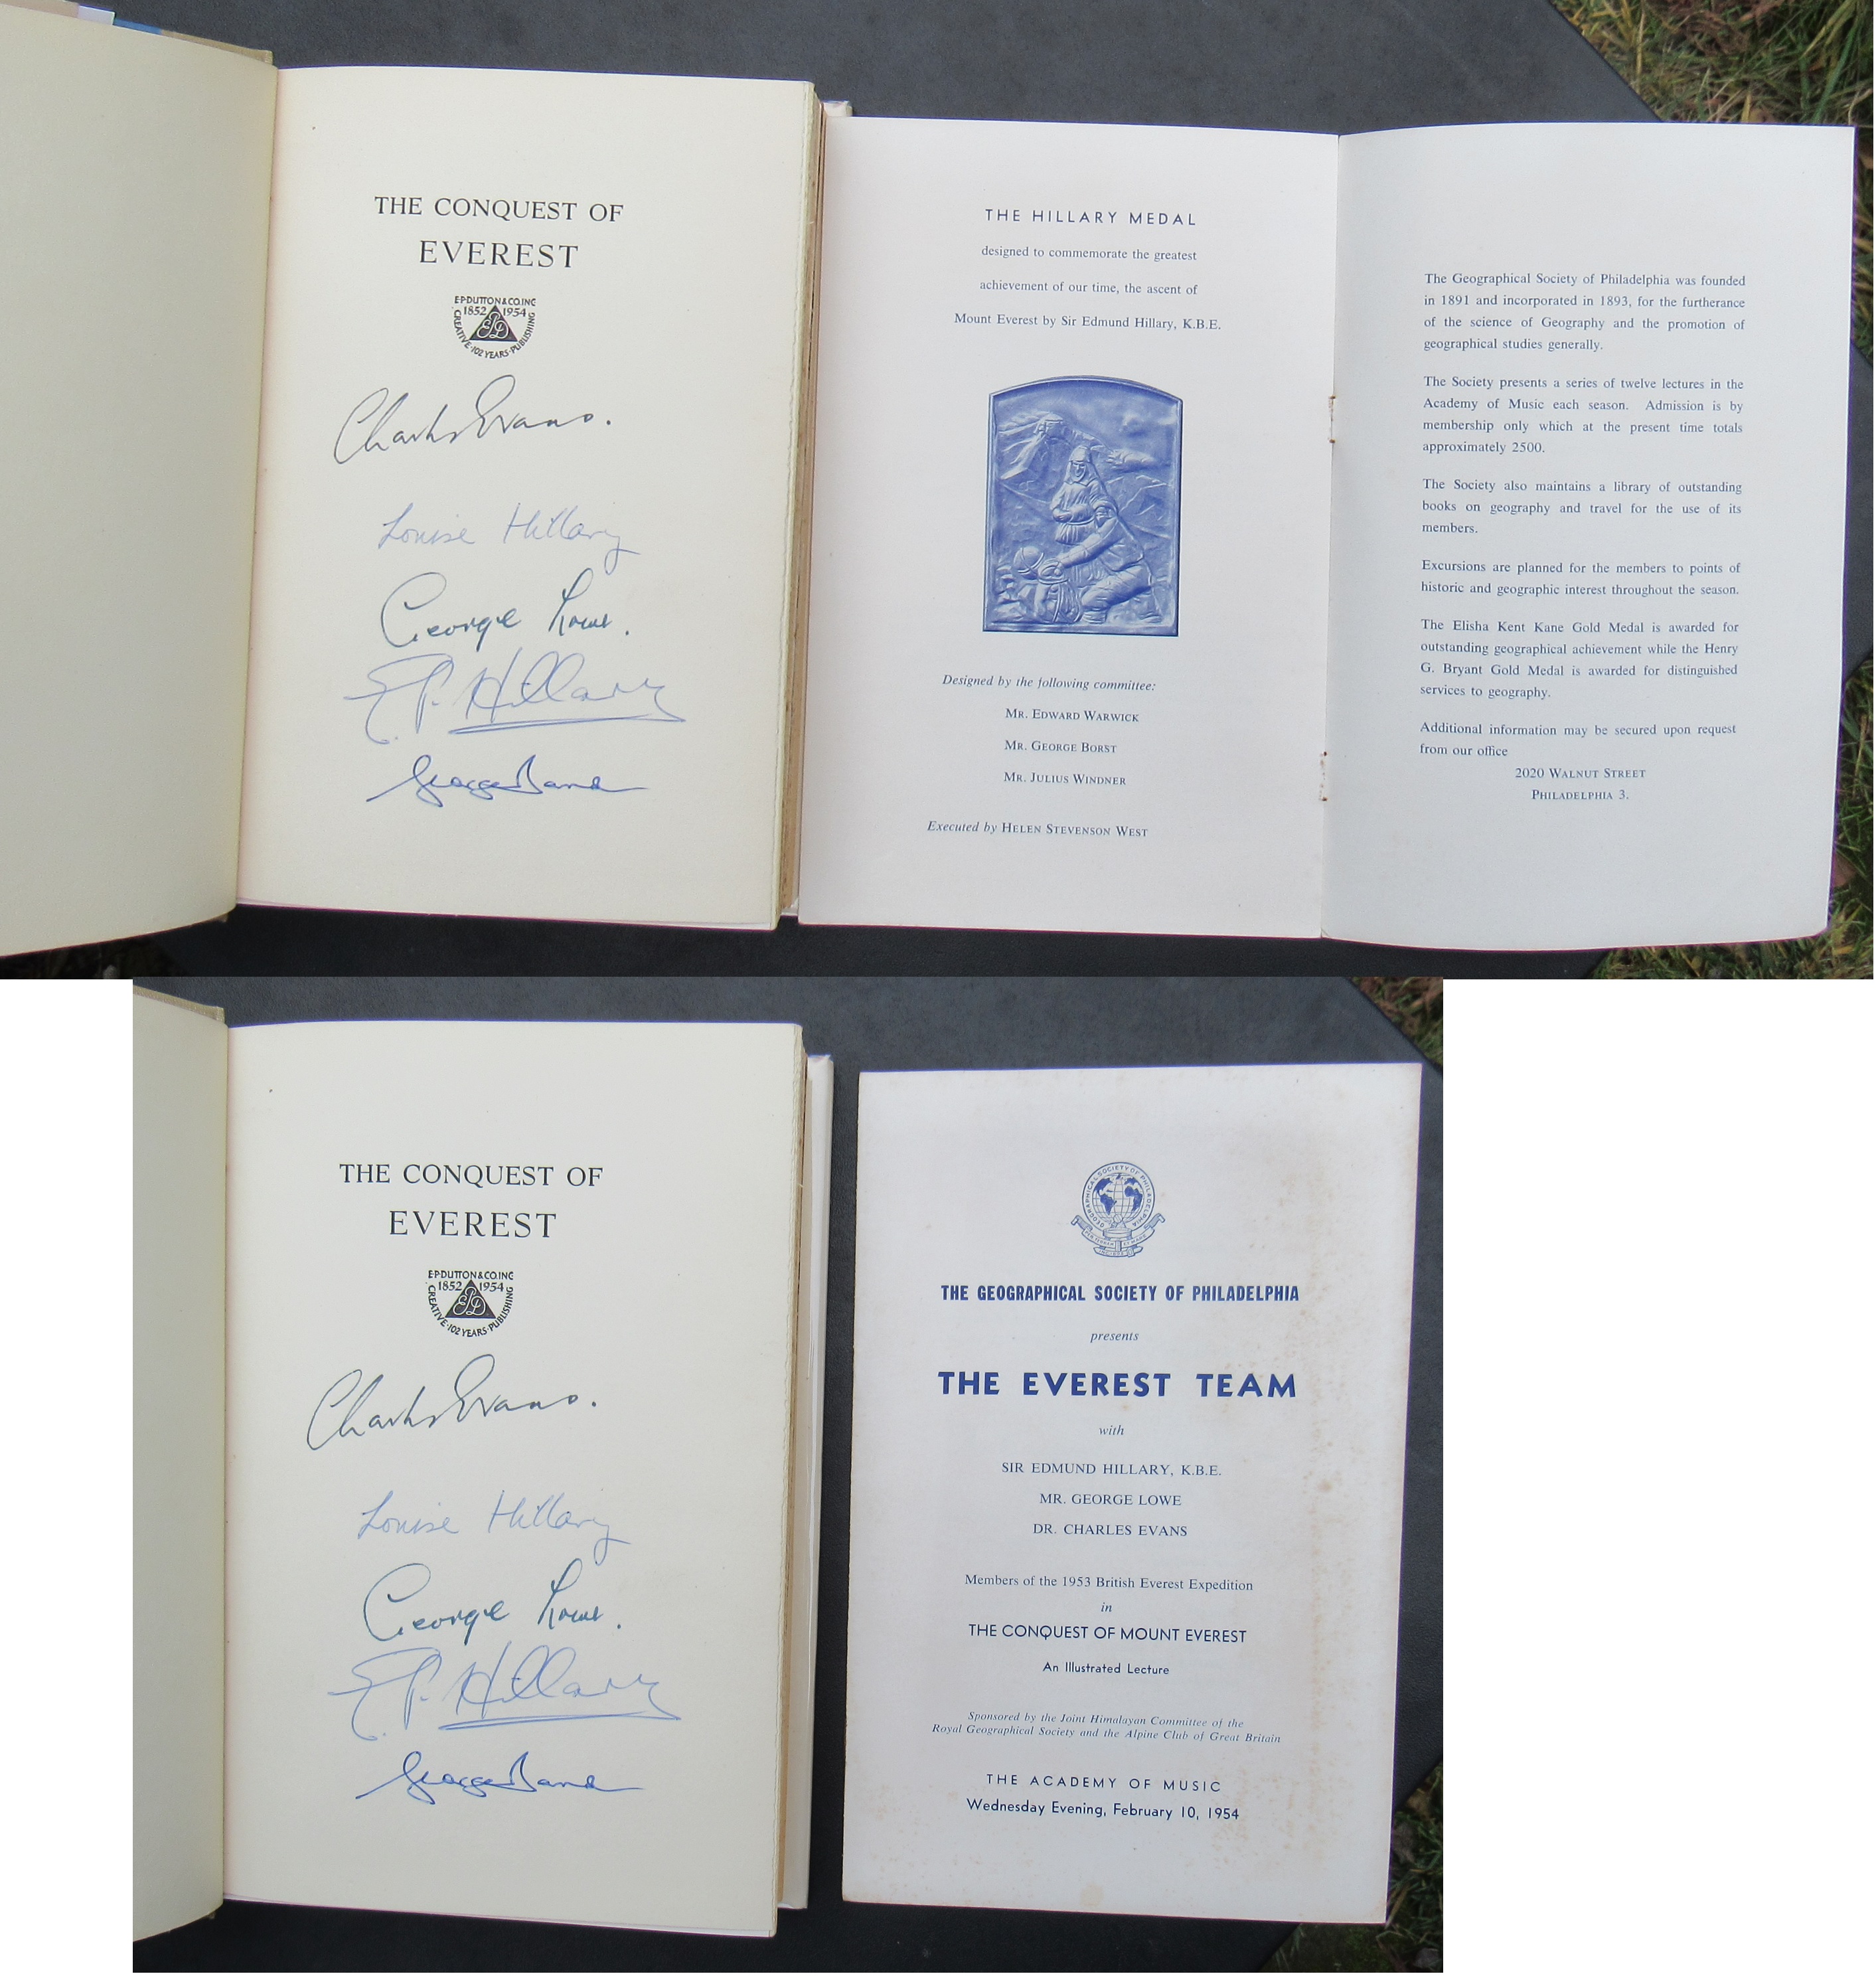 THE CONQUEST OF
EVEREST
E·P·DUTTON & CO. INC
1852 1954
CREATIVE·102 YEARS·PUBLISHING
Charles Evans.
Louise Hillary
George Lowe.
E.P. Hillary
George Band
THE HILLARY MEDAL
designed to commemorate the greatest
achievement of our time, the ascent of
Mount Everest by Sir Edmund Hillary, K.B.E.
Designed by the following committee:
MR. EDWARD WARWICK
MR. GEORGE BORST
MR. JULIUS WINDNER
Executed by HELEN STEVENSON WEST
The Geographical Society of Philadelphia was founded
in 1891 and incorporated in 1893, for the furtherance
of the science of Geography and the promotion of
geographical studies generally.
The Society presents a series of twelve lectures in the
Academy of Music each season. Admission is by
membership only which at the present time totals
approximately 2500.
The Society also maintains a library of outstanding
books on geography and travel for the use of its
members.
Excursions are planned for the members to points of
historic and geographic interest throughout the season.
The Elisha Kent Kane Gold Medal is awarded for
outstanding geographical achievement while the Henry
G. Bryant Gold Medal is awarded for distinguished
services to geography.
Additional information may be secured upon request
from our office
2020 WALNUT STREET
PHILADELPHIA 3.
THE CONQUEST OF
EVEREST
E·P·DUTTON & CO. INC
1852 1954
CREATIVE·102 YEARS·PUBLISHING
Charles Evans.
Louise Hillary
George Lowe.
E.P. Hillary
George Band
GEOGRAPHICAL SOCIETY OF PHILADELPHIA
THE GEOGRAPHICAL SOCIETY OF PHILADELPHIA
presents
THE EVEREST TEAM
with
SIR EDMUND HILLARY, K.B.E.
MR. GEORGE LOWE
DR. CHARLES EVANS
Members of the 1953 British Everest Expedition
in
THE CONQUEST OF MOUNT EVEREST
An Illustrated Lecture
Sponsored by the Joint Himalayan Committee of the
Royal Geographical Society and the Alpine Club of Great Britain
THE ACADEMY OF MUSIC
Wednesday Evening, February 10, 1954